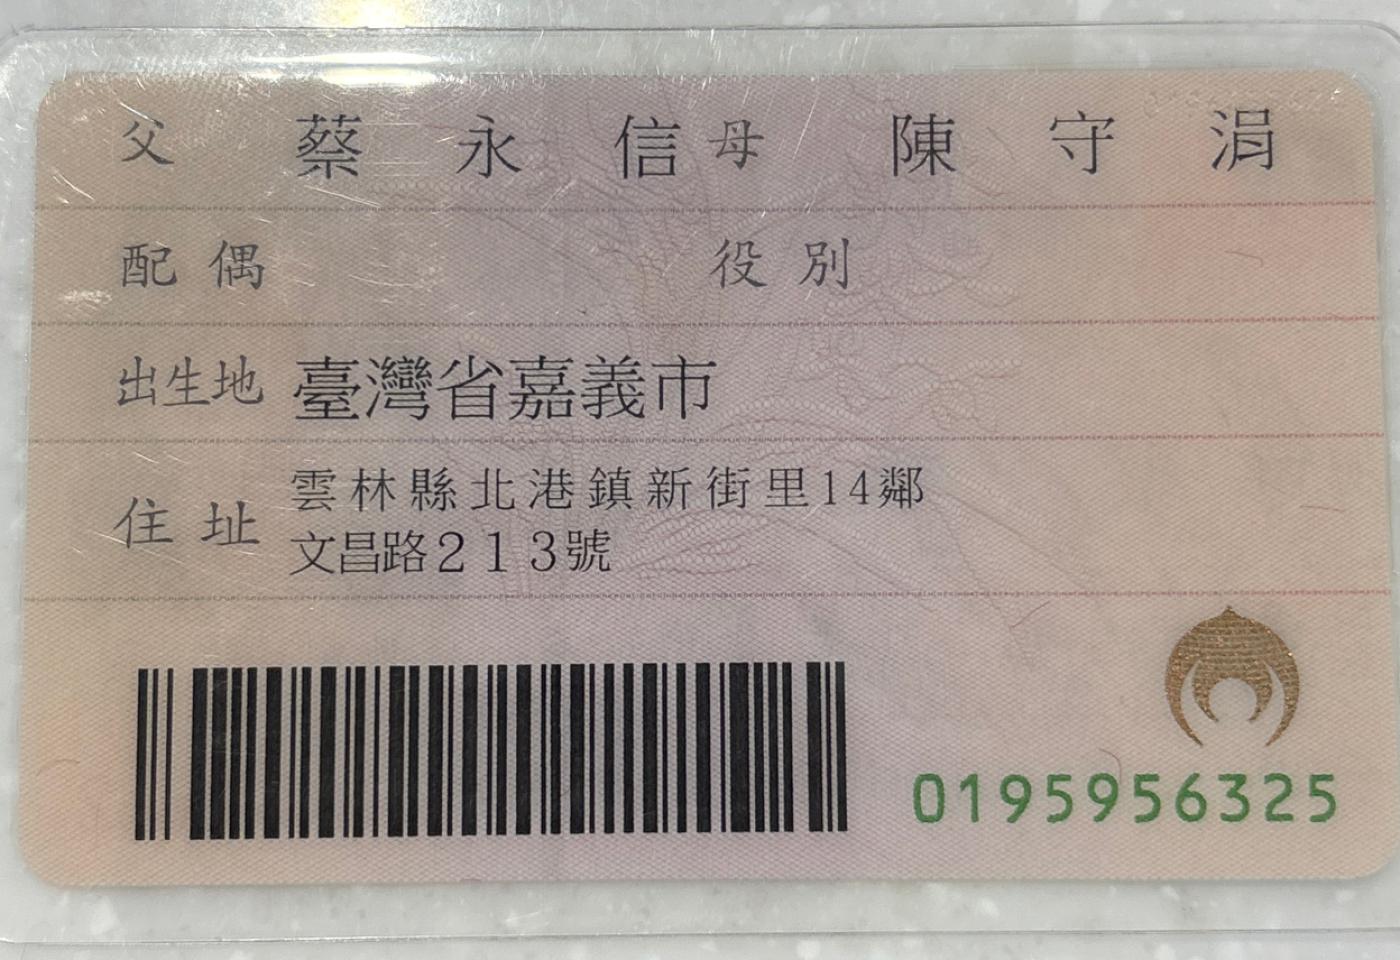 父 蔡永信 母 陳守涓
配偶 役別
出生地 臺灣省嘉義市
住址 雲林縣北港鎮新街里14鄰
文昌路213號
0195956325